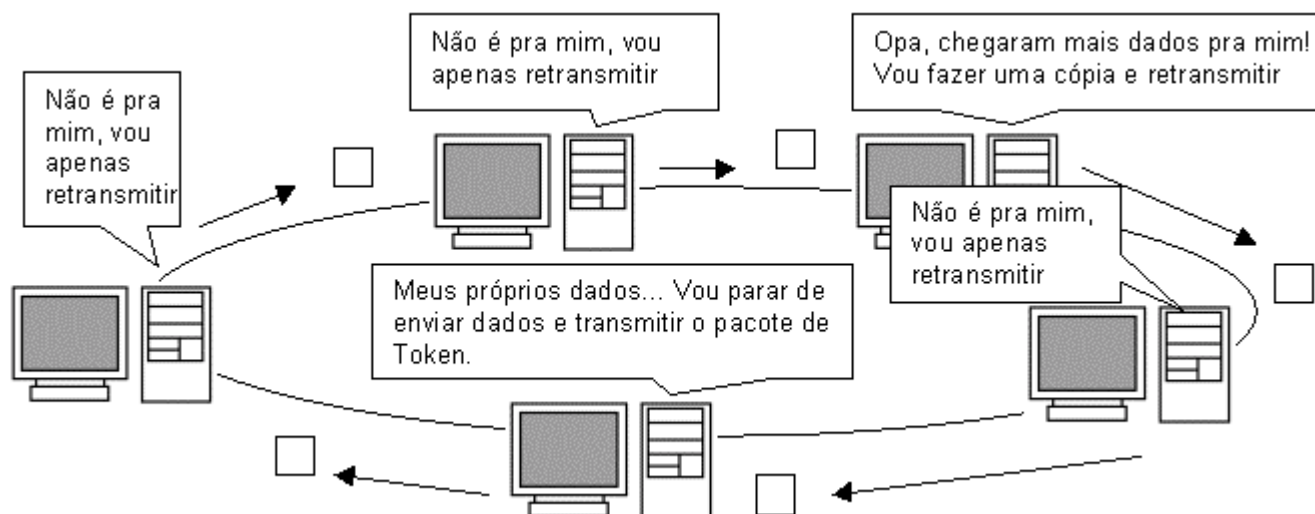 Não é pra
mim, vou
apenas
retransmitir
Não é pra mim, vou
apenas retransmitir
Opa, chegaram mais dados pra mim!
Vou fazer uma cópia e retransmitir
Não é pra mim,
vou apenas
retransmitir
Meus próprios dados... Vou parar de
enviar dados e transmitir o pacote de
Token.